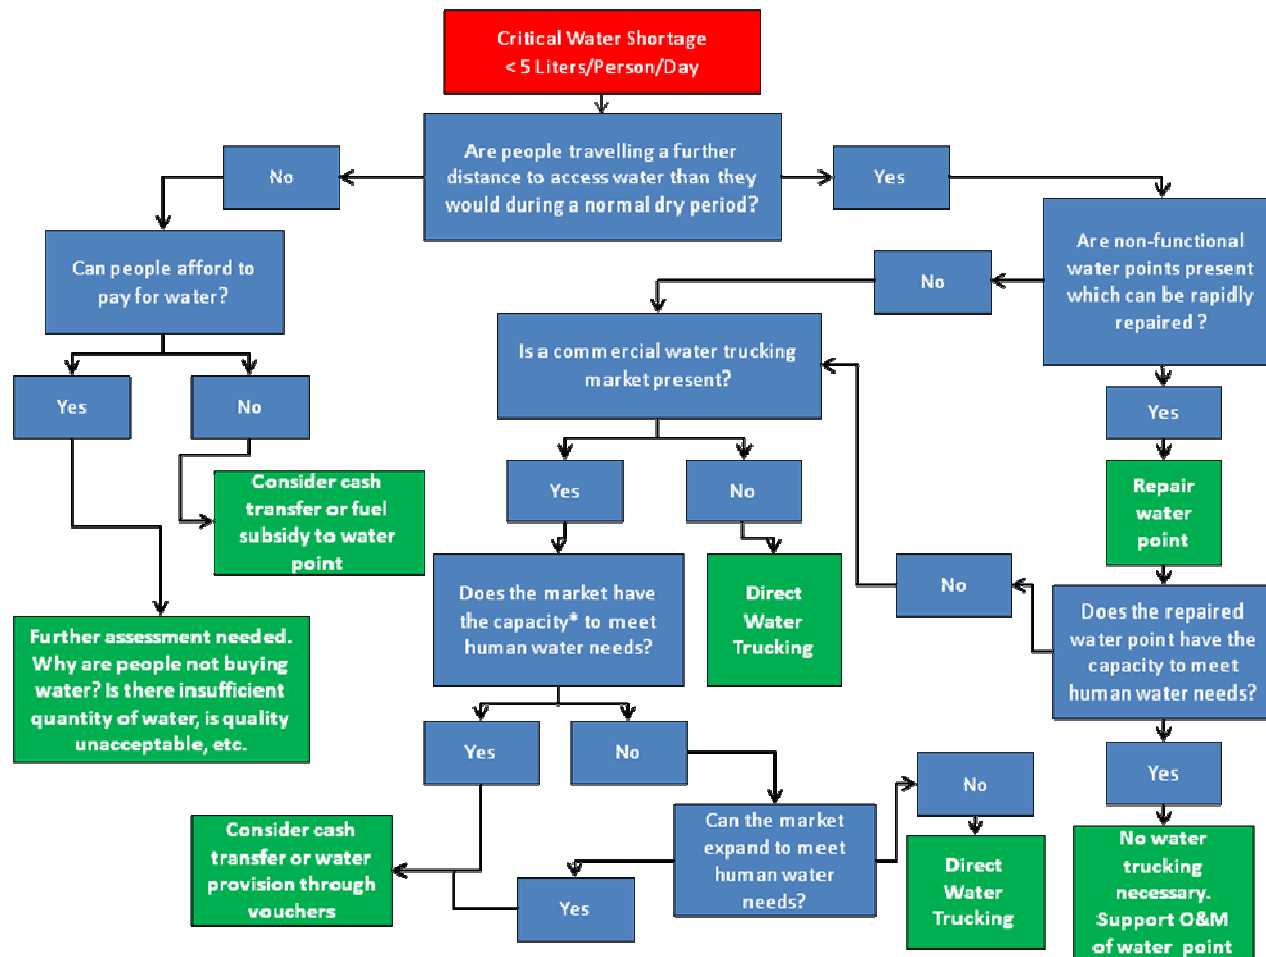 Critical Water Shortage
< 5 Liters/Person/Day
Are people travelling a further
distance to access water than they
would during a normal dry period?
No
Yes
Can people afford to
pay for water?
Are non-functional
water points present
which can be rapidly
repaired ?
No
Is a commercial water trucking
market present?
Yes
No
Yes
Consider cash
transfer or fuel
subsidy to water
point
Yes
No
Repair
water
point
Does the market have
the capacity* to meet
human water needs?
Direct
Water
Trucking
No
Does the repaired
water point have the
capacity to meet
human water needs?
Further assessment needed.
Why are people not buying
water? Is there insufficient
quantity of water, is quality
unacceptable, etc.
Yes
No
No
Yes
Consider cash
transfer or water
provision through
vouchers
Can the market
expand to meet
human water
needs?
Yes
Direct
Water
Trucking
No water
trucking
necessary.
Support O&M
of water point